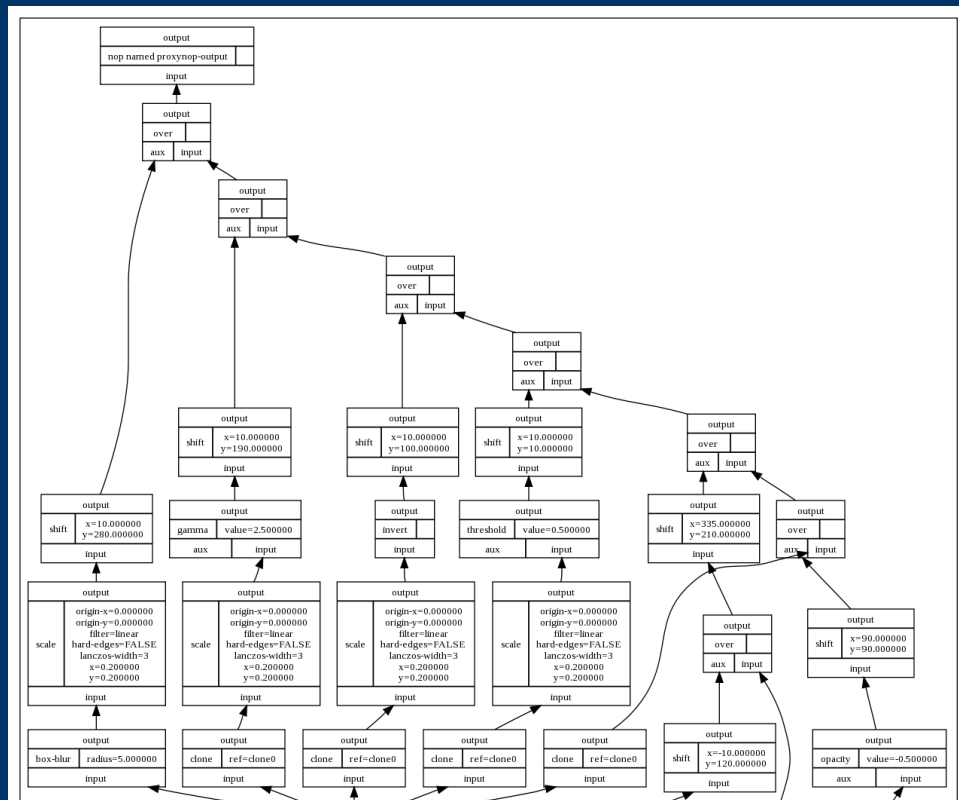 output
nop named proxynop-output
input
output
over
aux input
output
over
aux input
output
over
aux input
output
over
aux input
output
shift x=10.000000
y=190.000000
input
output
shift x=10.000000
y=100.000000
input
output
shift x=10.000000
y=10.000000
input
output
over
aux input
output
shift x=10.000000
y=280.000000
input
output
gamma value=2.500000
aux input
output
invert
input
output
threshold value=0.500000
aux input
output
shift x=335.000000
y=210.000000
input
output
over
aux input
output
origin-x=0.000000
origin-y=0.000000
filter=linear
scale hard-edges=FALSE
lanczos-width=3
x=0.200000
y=0.200000
input
output
origin-x=0.000000
origin-y=0.000000
filter=linear
scale hard-edges=FALSE
lanczos-width=3
x=0.200000
y=0.200000
input
output
origin-x=0.000000
origin-y=0.000000
filter=linear
scale hard-edges=FALSE
lanczos-width=3
x=0.200000
y=0.200000
input
output
origin-x=0.000000
origin-y=0.000000
filter=linear
scale hard-edges=FALSE
lanczos-width=3
x=0.200000
y=0.200000
input
output
over
aux input
output
shift x=90.000000
y=90.000000
input
output
box-blur radius=5.000000
input
output
clone ref=clone0
input
output
clone ref=clone0
input
output
clone ref=clone0
input
output
clone ref=clone0
input
output
shift x=-10.000000
y=120.000000
input
output
opacity value=-0.500000
aux input